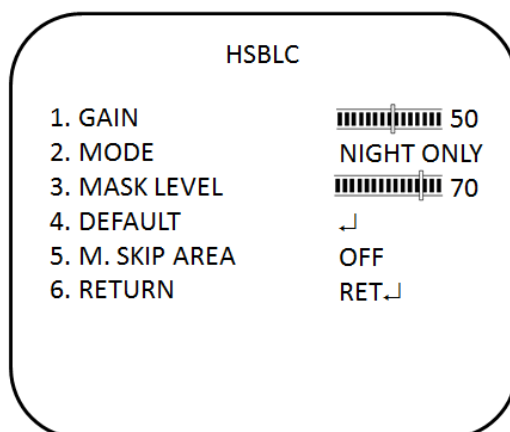 HSBLC
1. GAIN 50
2. MODE NIGHT ONLY
3. MASK LEVEL 70
4. DEFAULT ↵
5. M. SKIP AREA OFF
6. RETURN RET↵